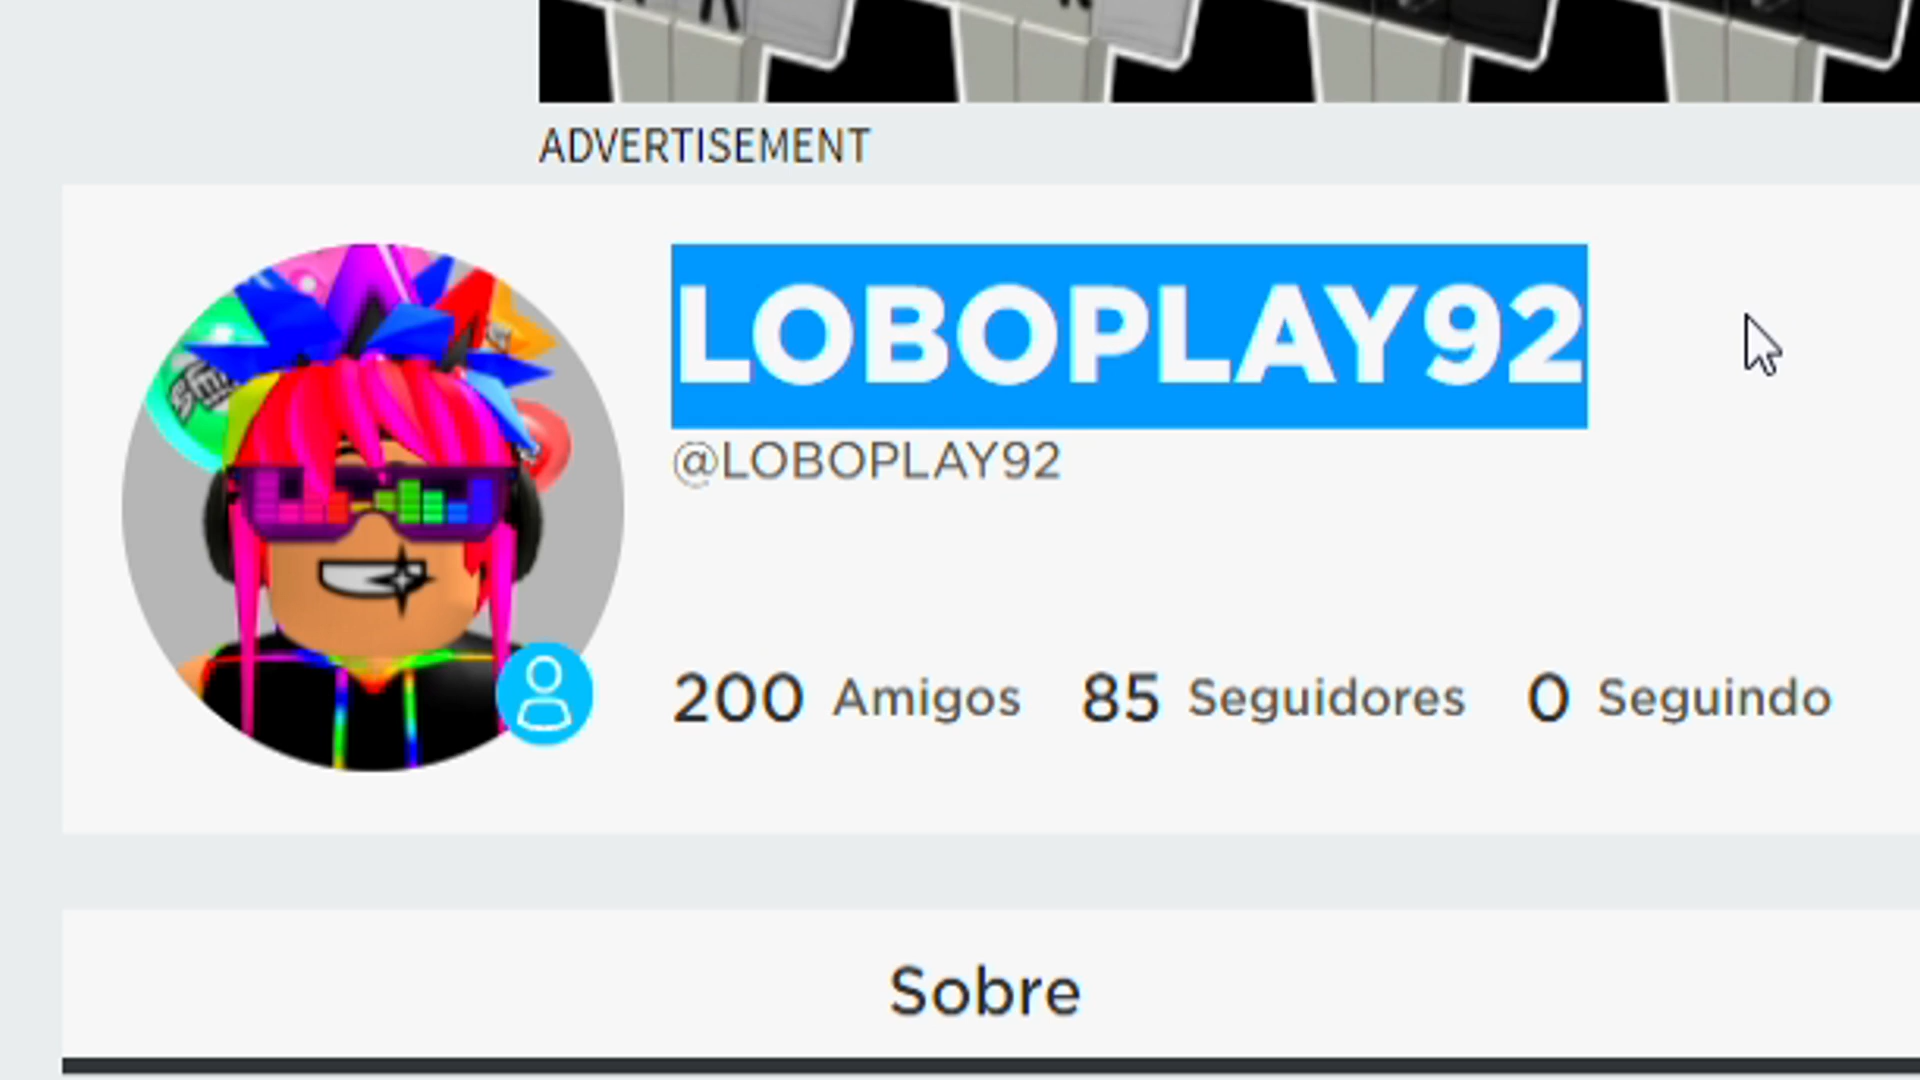 ADVERTISEMENT
LOBOPLAY92
@LOBOPLAY92
200 Amigos 85 Seguidores 0 Seguindo
Sobre